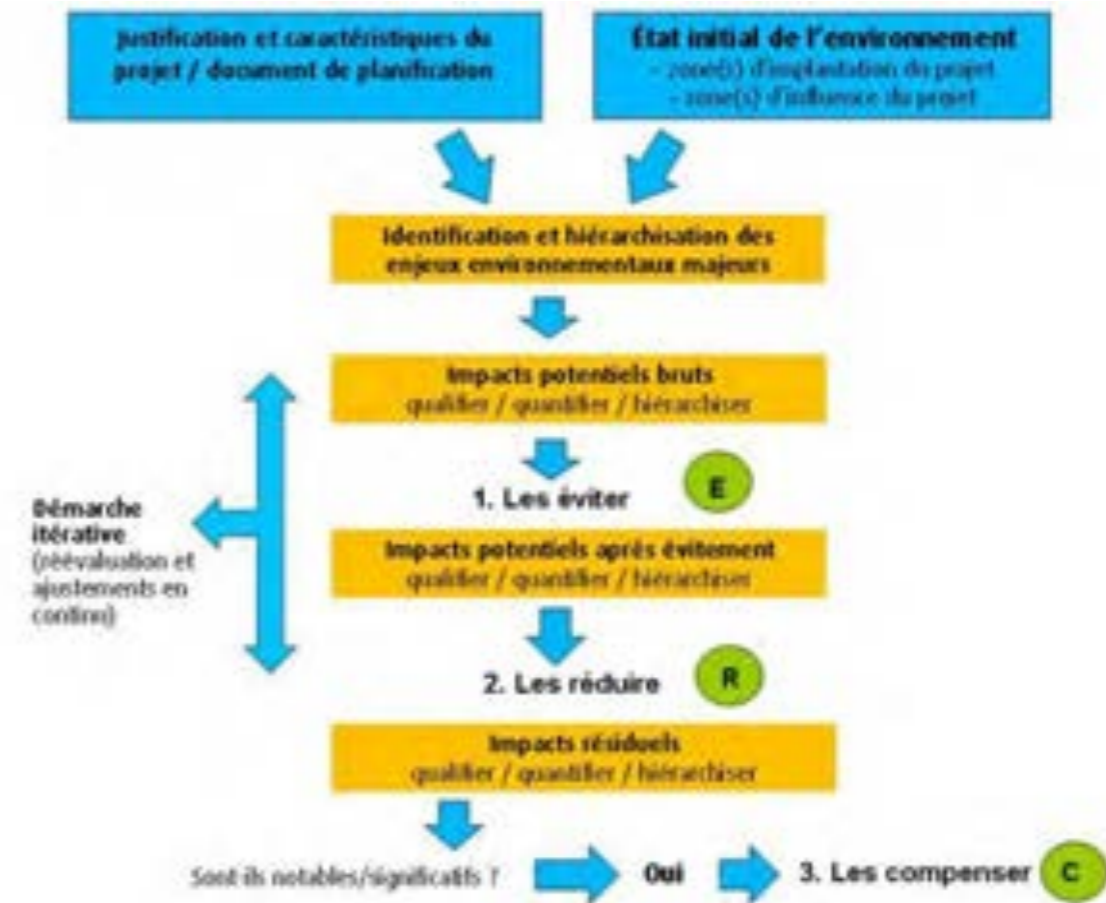 Justification et caractéristiques du
projet / document de planification
État initial de l'environnement
- zone(s) d'implantation du projet
- zone(s) d'influence du projet
Identification et hiérarchisation des
enjeux environnementaux majeurs
Impacts potentiels bruts
qualifier / quantifier / hiérarchiser
1. Les éviter
E
Démarche
itérative
(réévaluation et
ajustements en
continu)
Impacts potentiels après évitement
qualifier / quantifier / hiérarchiser
2. Les réduire
R
Impacts résiduels
qualifier / quantifier / hiérarchiser
Sont-ils notables/significatifs ?
Oui
3. Les compenser
C